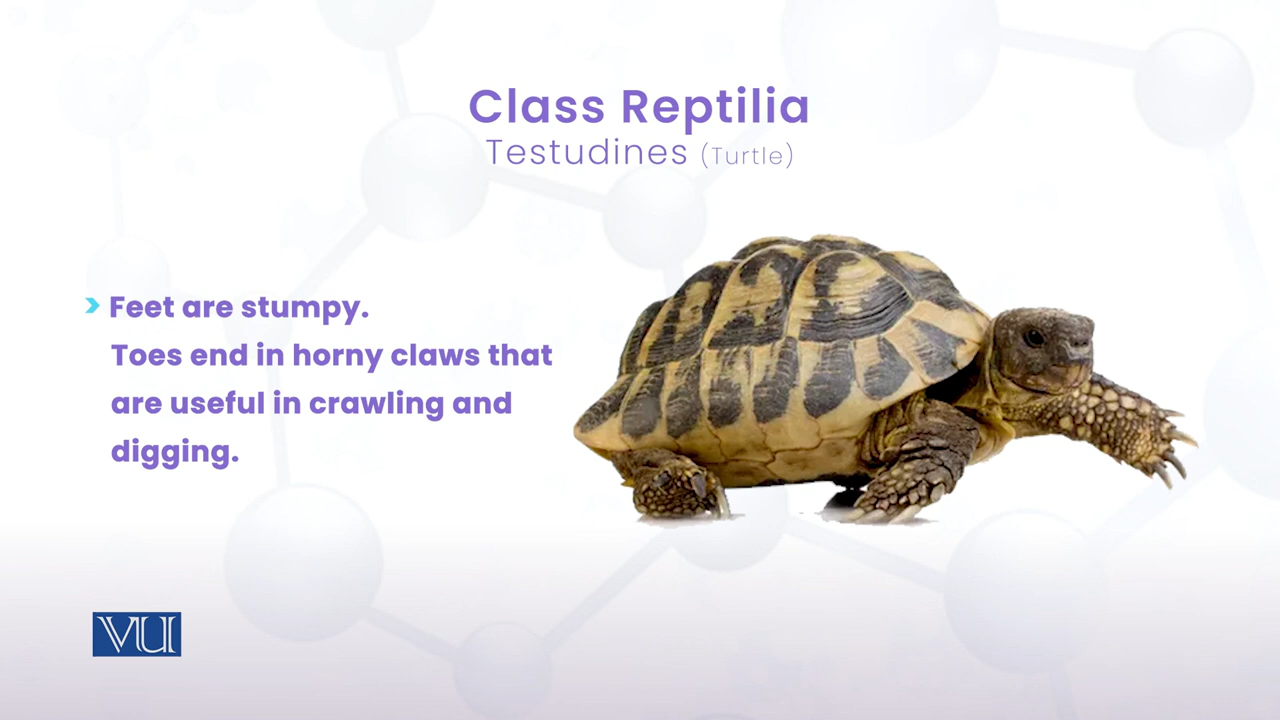 Class Reptilia
Testudines (Turtle)
Feet are stumpy.
Toes end in horny claws that
are useful in crawling and
digging.
VU